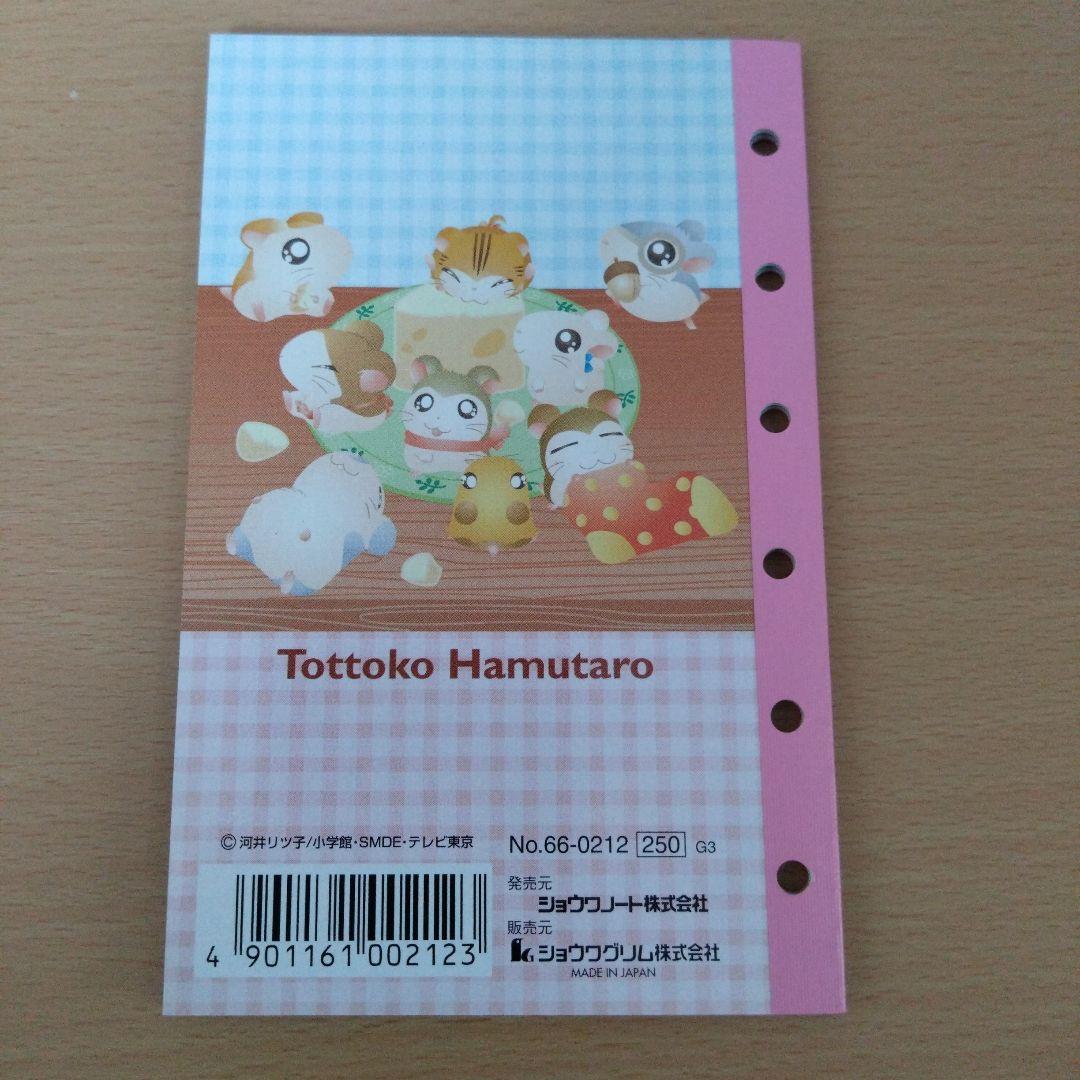 Tottoko Hamutaro
© 河井リツ子/小学館・SMDE・テレビ東京
No.66-0212 250 G3
発売元
ショウワノート株式会社
販売元
ショウワグリム株式会社
MADE IN JAPAN
4 901161 002123